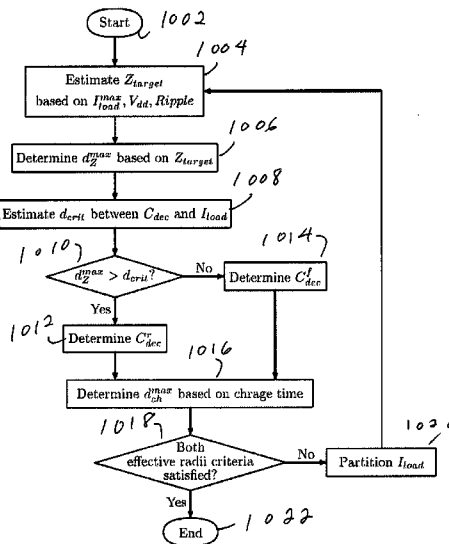 Start
1002
1004
Estimate Z_target
based on I_load^max, V_dd, Ripple
1006
Determine d_Z^max based on Z_target
1008
Estimate d_crit between C_dec and I_load
1010
d_Z^max > d_crit?
No
1014
Determine C_dec^f
Yes
1012
Determine C_dec^r
1016
Determine d_ch^max based on chrage time
1018
Both
effective radii criteria
satisfied?
No
Partition I_load
Yes
End
1022